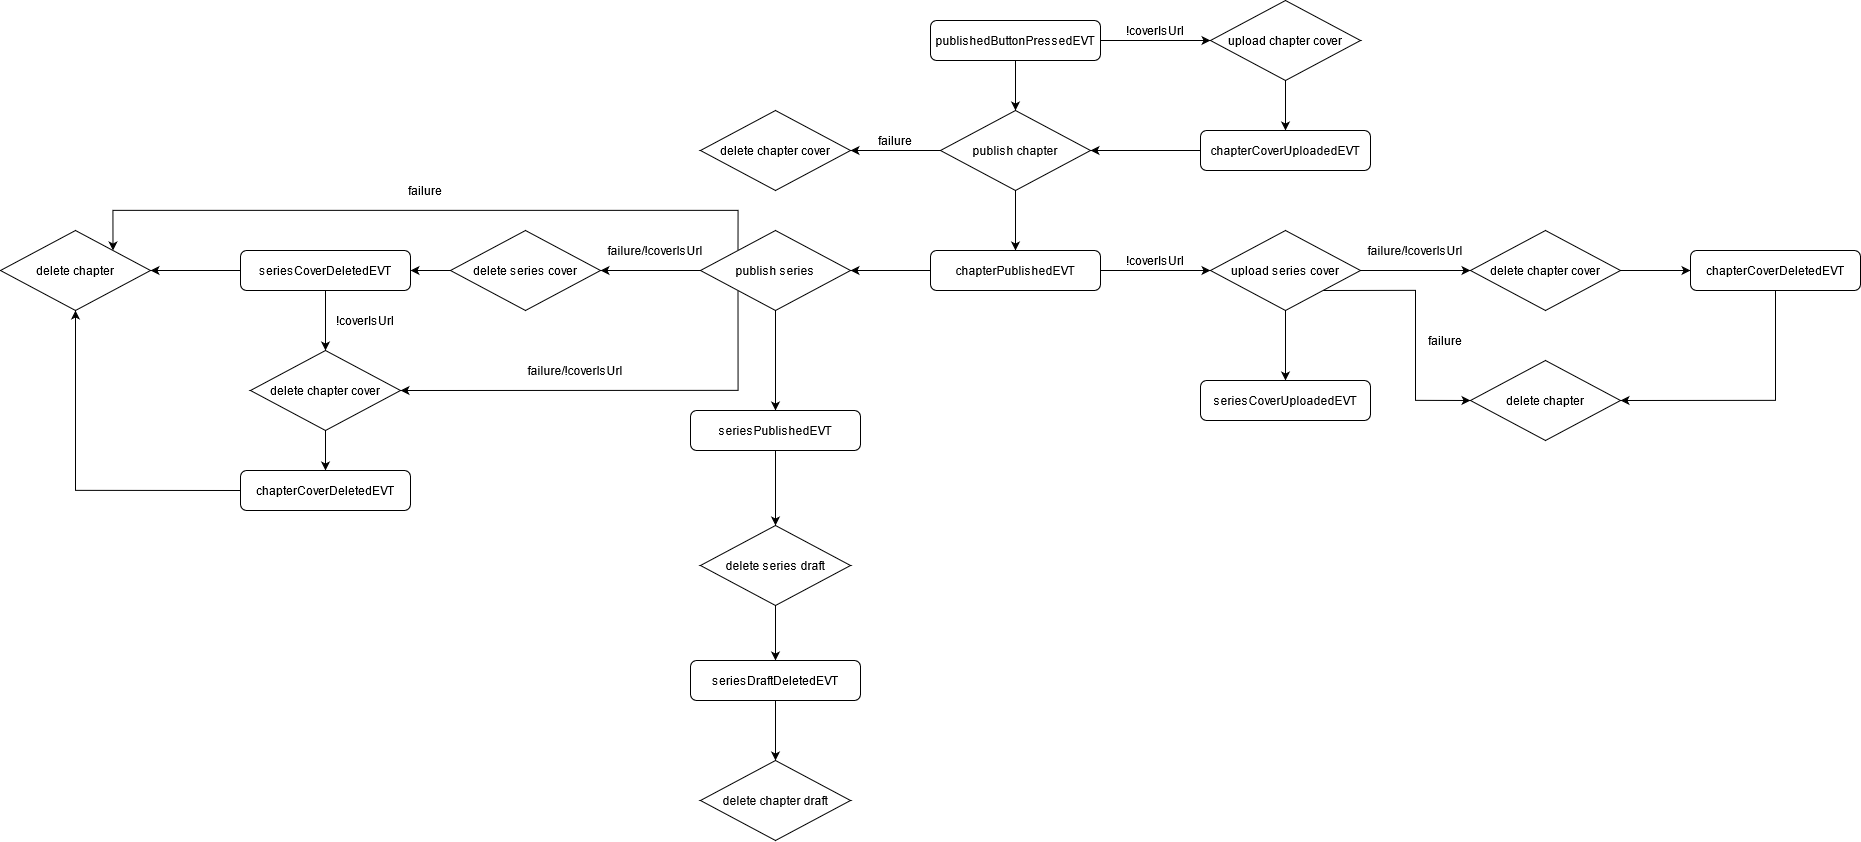 publishedButtonPressedEVT
!coverIsUrl
upload chapter cover
delete chapter cover
failure
publish chapter
chapterCoverUploadedEVT
failure
delete chapter
seriesCoverDeletedEVT
delete series cover
failure/!coverIsUrl
publish series
chapterPublishedEVT
!coverIsUrl
upload series cover
failure/!coverIsUrl
delete chapter cover
chapterCoverDeletedEVT
!coverIsUrl
failure
delete chapter cover
failure/!coverIsUrl
seriesCoverUploadedEVT
delete chapter
seriesPublishedEVT
chapterCoverDeletedEVT
delete series draft
seriesDraftDeletedEVT
delete chapter draft